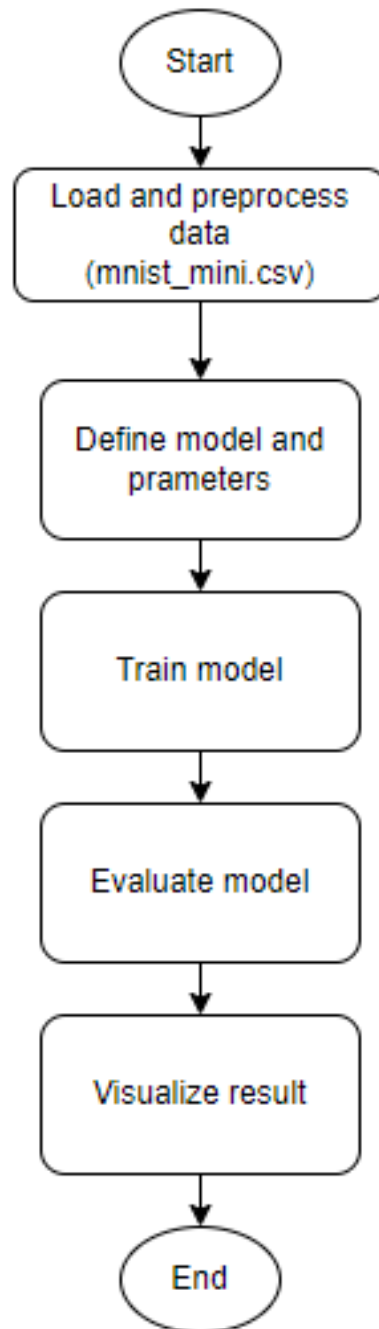 Start
Load and preprocess
data
(mnist_mini.csv)
Define model and
prameters
Train model
Evaluate model
Visualize result
End